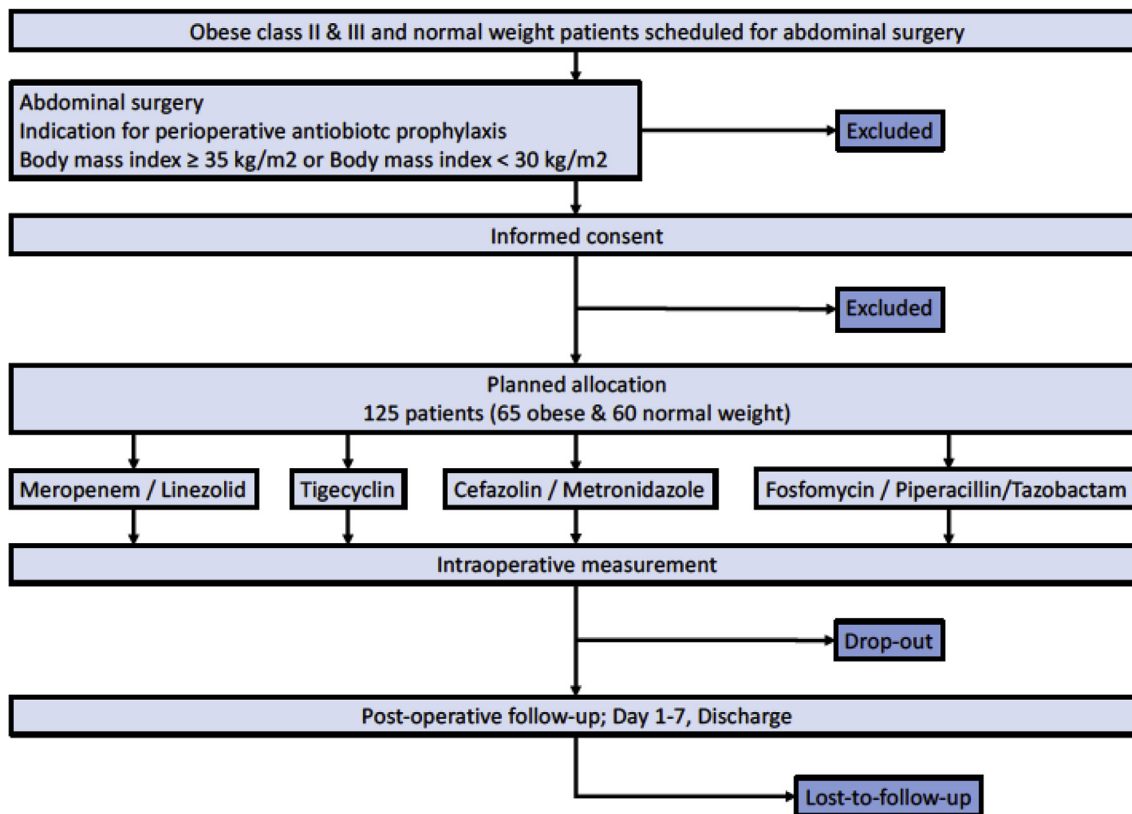 Obese class II & III and normal weight patients scheduled for abdominal surgery
Abdominal surgery
Indication for perioperative antiobiotc prophylaxis
Body mass index ≥ 35 kg/m2 or Body mass index < 30 kg/m2
Excluded
Informed consent
Excluded
Planned allocation
125 patients (65 obese & 60 normal weight)
Meropenem / Linezolid
Tigecyclin
Cefazolin / Metronidazole
Fosfomycin / Piperacillin/Tazobactam
Intraoperative measurement
Drop-out
Post-operative follow-up; Day 1-7, Discharge
Lost-to-follow-up